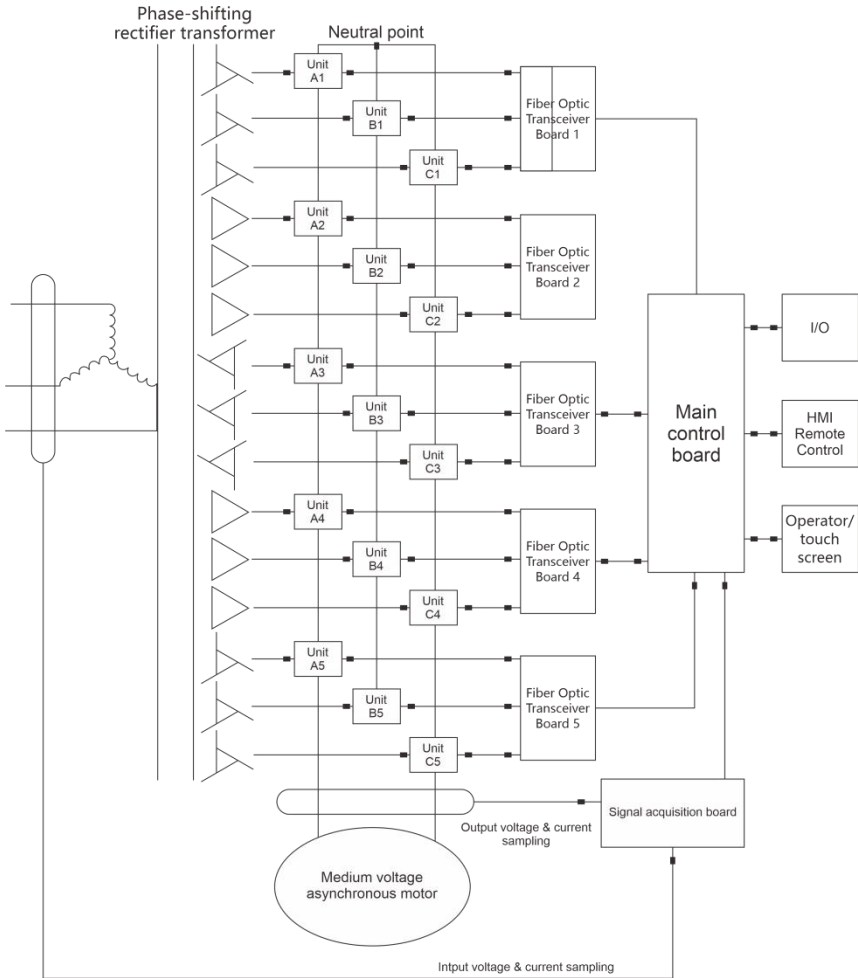 Phase-shifting
rectifier transformer
Neutral point
Unit
A1
Unit
B1
Unit
C1
Fiber Optic
Transceiver
Board 1
Unit
A2
Unit
B2
Unit
C2
Fiber Optic
Transceiver
Board 2
Unit
A3
Unit
B3
Unit
C3
Fiber Optic
Transceiver
Board 3
Unit
A4
Unit
B4
Unit
C4
Fiber Optic
Transceiver
Board 4
Unit
A5
Unit
B5
Unit
C5
Fiber Optic
Transceiver
Board 5
Main
control
board
I/O
HMI
Remote
Control
Operator/
touch
screen
Signal acquisition board
Output voltage & current
sampling
Medium voltage
asynchronous motor
Intput voltage & current sampling